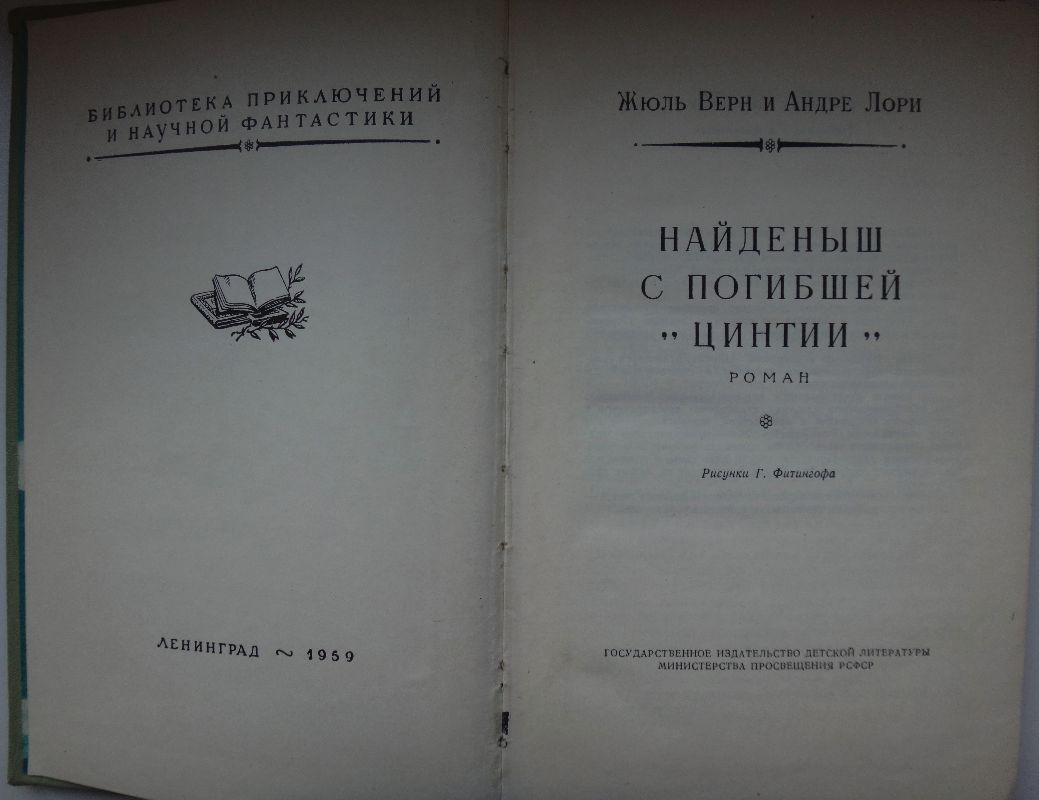 БИБЛИОТЕКА ПРИКЛЮЧЕНИЙ
И НАУЧНОЙ ФАНТАСТИКИ
ЛЕНИНГРАД ~ 1959
ЖЮЛЬ ВЕРН И АНДРЕ ЛОРИ
НАЙДЕНЫШ
С ПОГИБШЕЙ
„ЦИНТИИ”
РОМАН
Рисунки Г. Фитингофа
ГОСУДАРСТВЕННОЕ ИЗДАТЕЛЬСТВО ДЕТСКОЙ ЛИТЕРАТУРЫ
МИНИСТЕРСТВА ПРОСВЕЩЕНИЯ РСФСР